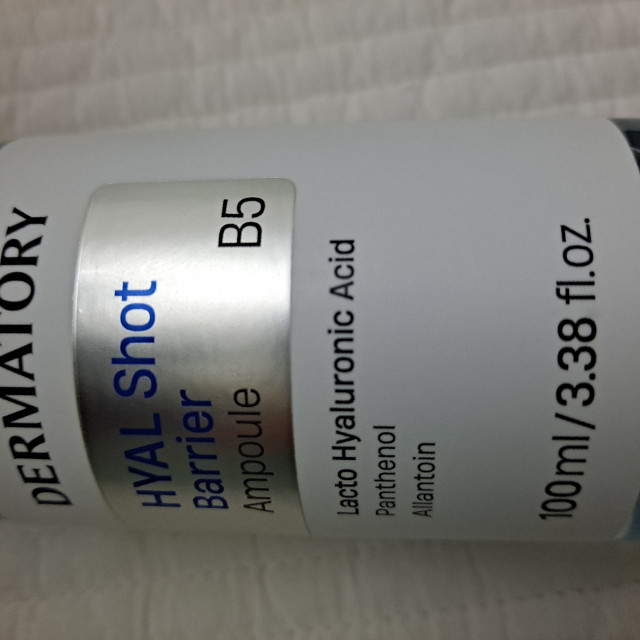 DERMATORY
HYAL Shot
Barrier
Ampoule B5
Lacto Hyaluronic Acid
Panthenol
Allantoin
100ml/3.38 fl.oz.